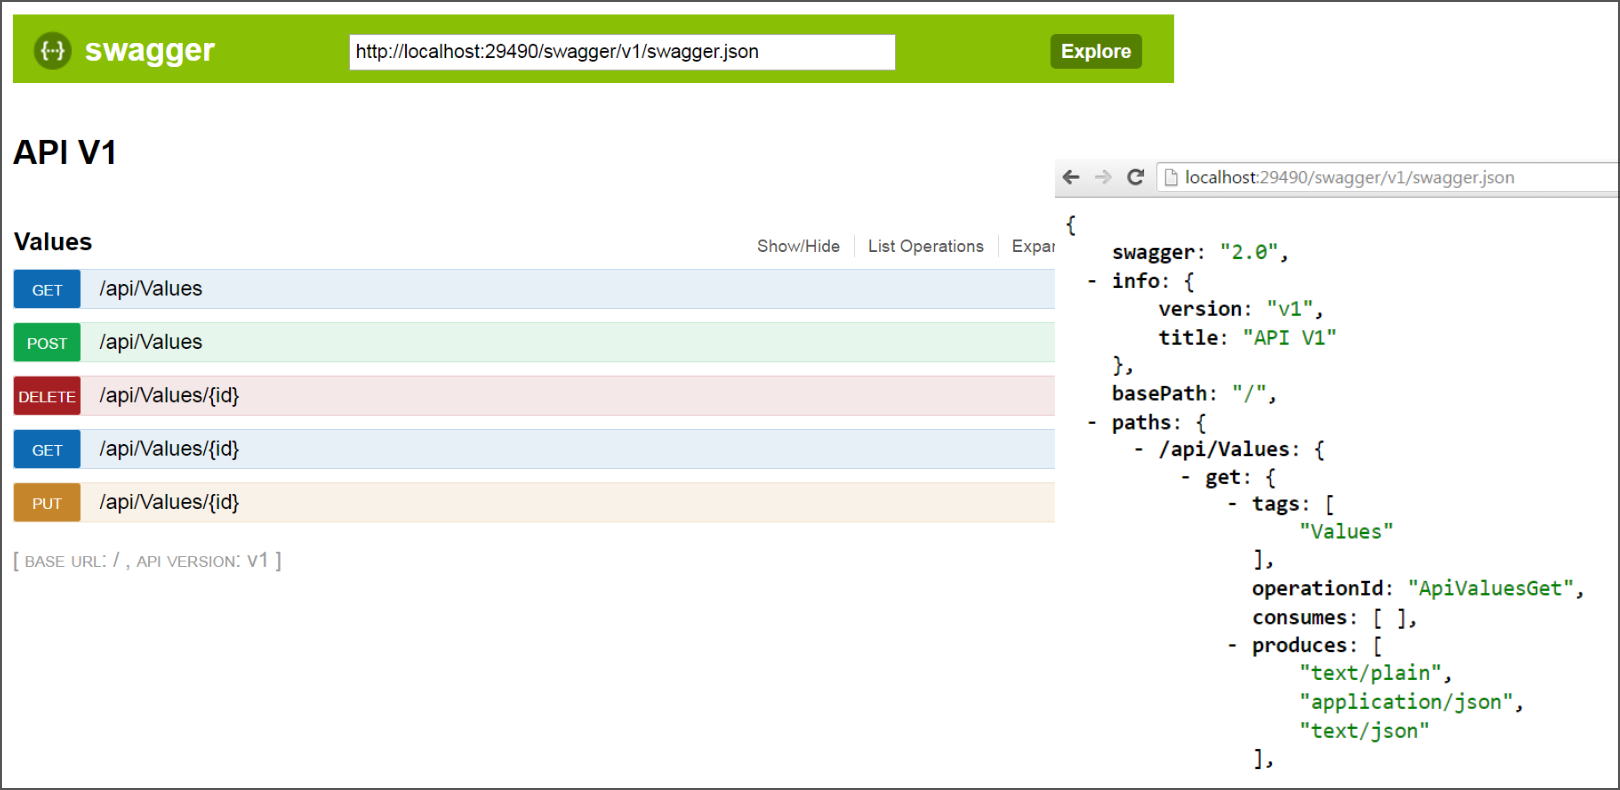 {···} swagger
http://localhost:29490/swagger/v1/swagger.json
Explore
API V1
Values
Show/Hide
List Operations
Expan
GET /api/Values
POST /api/Values
DELETE /api/Values/{id}
GET /api/Values/{id}
PUT /api/Values/{id}
[ BASE URL: / , API VERSION: V1 ]
localhost:29490/swagger/v1/swagger.json
{
swagger: "2.0",
- info: {
version: "v1",
title: "API V1"
},
basePath: "/",
- paths: {
- /api/Values: {
- get: {
- tags: [
"Values"
],
operationId: "ApiValuesGet",
consumes: [ ],
- produces: [
"text/plain",
"application/json",
"text/json"
],